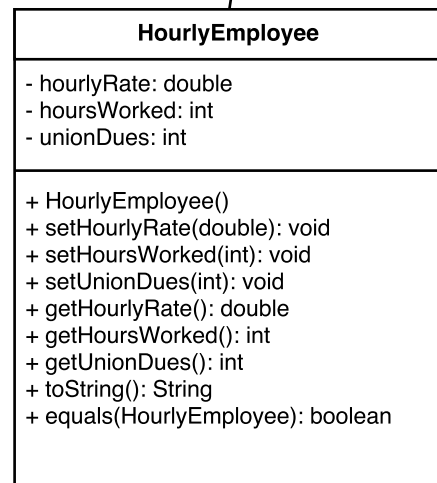 HourlyEmployee
- hourlyRate: double
- hoursWorked: int
- unionDues: int
+ HourlyEmployee()
+ setHourlyRate(double): void
+ setHoursWorked(int): void
+ setUnionDues(int): void
+ getHourlyRate(): double
+ getHoursWorked(): int
+ getUnionDues(): int
+ toString(): String
+ equals(HourlyEmployee): boolean